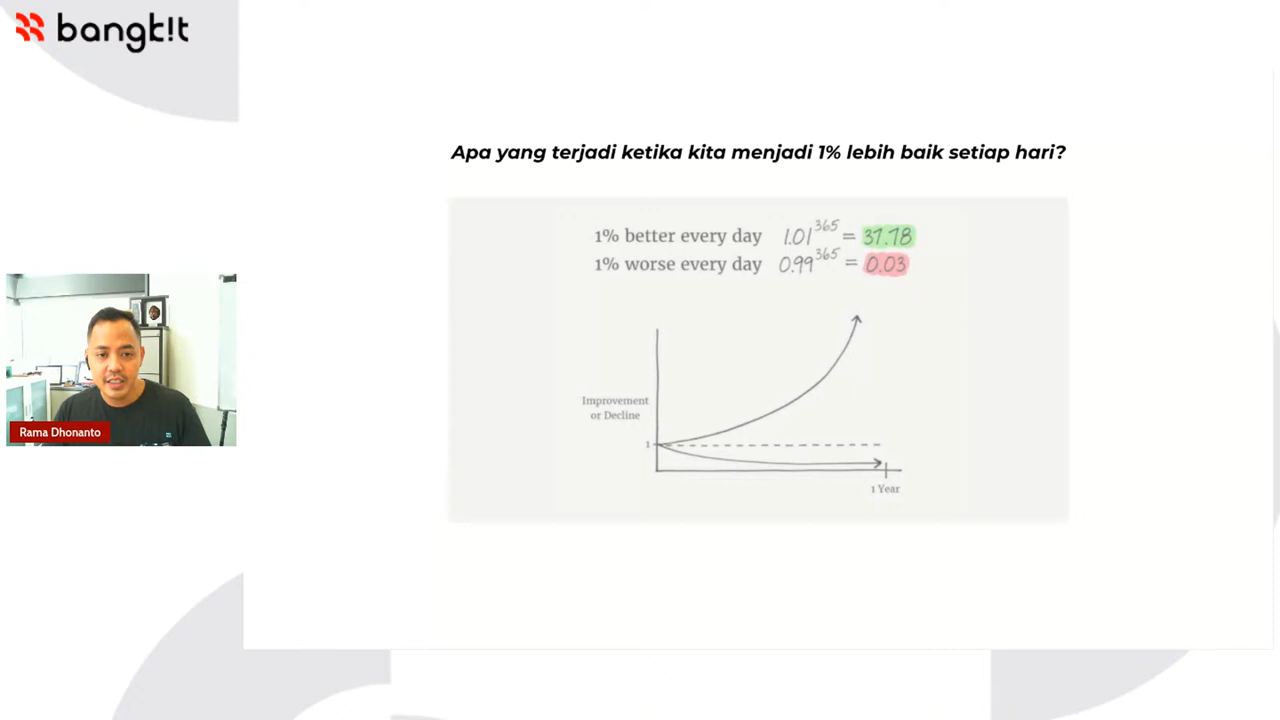 bangk!t
Apa yang terjadi ketika kita menjadi 1% lebih baik setiap hari?
1% better every day 1.01^365 = 37.78
1% worse every day 0.99^365 = 0.03
Improvement
or Decline
1
1 Year
Rama Dhonanto